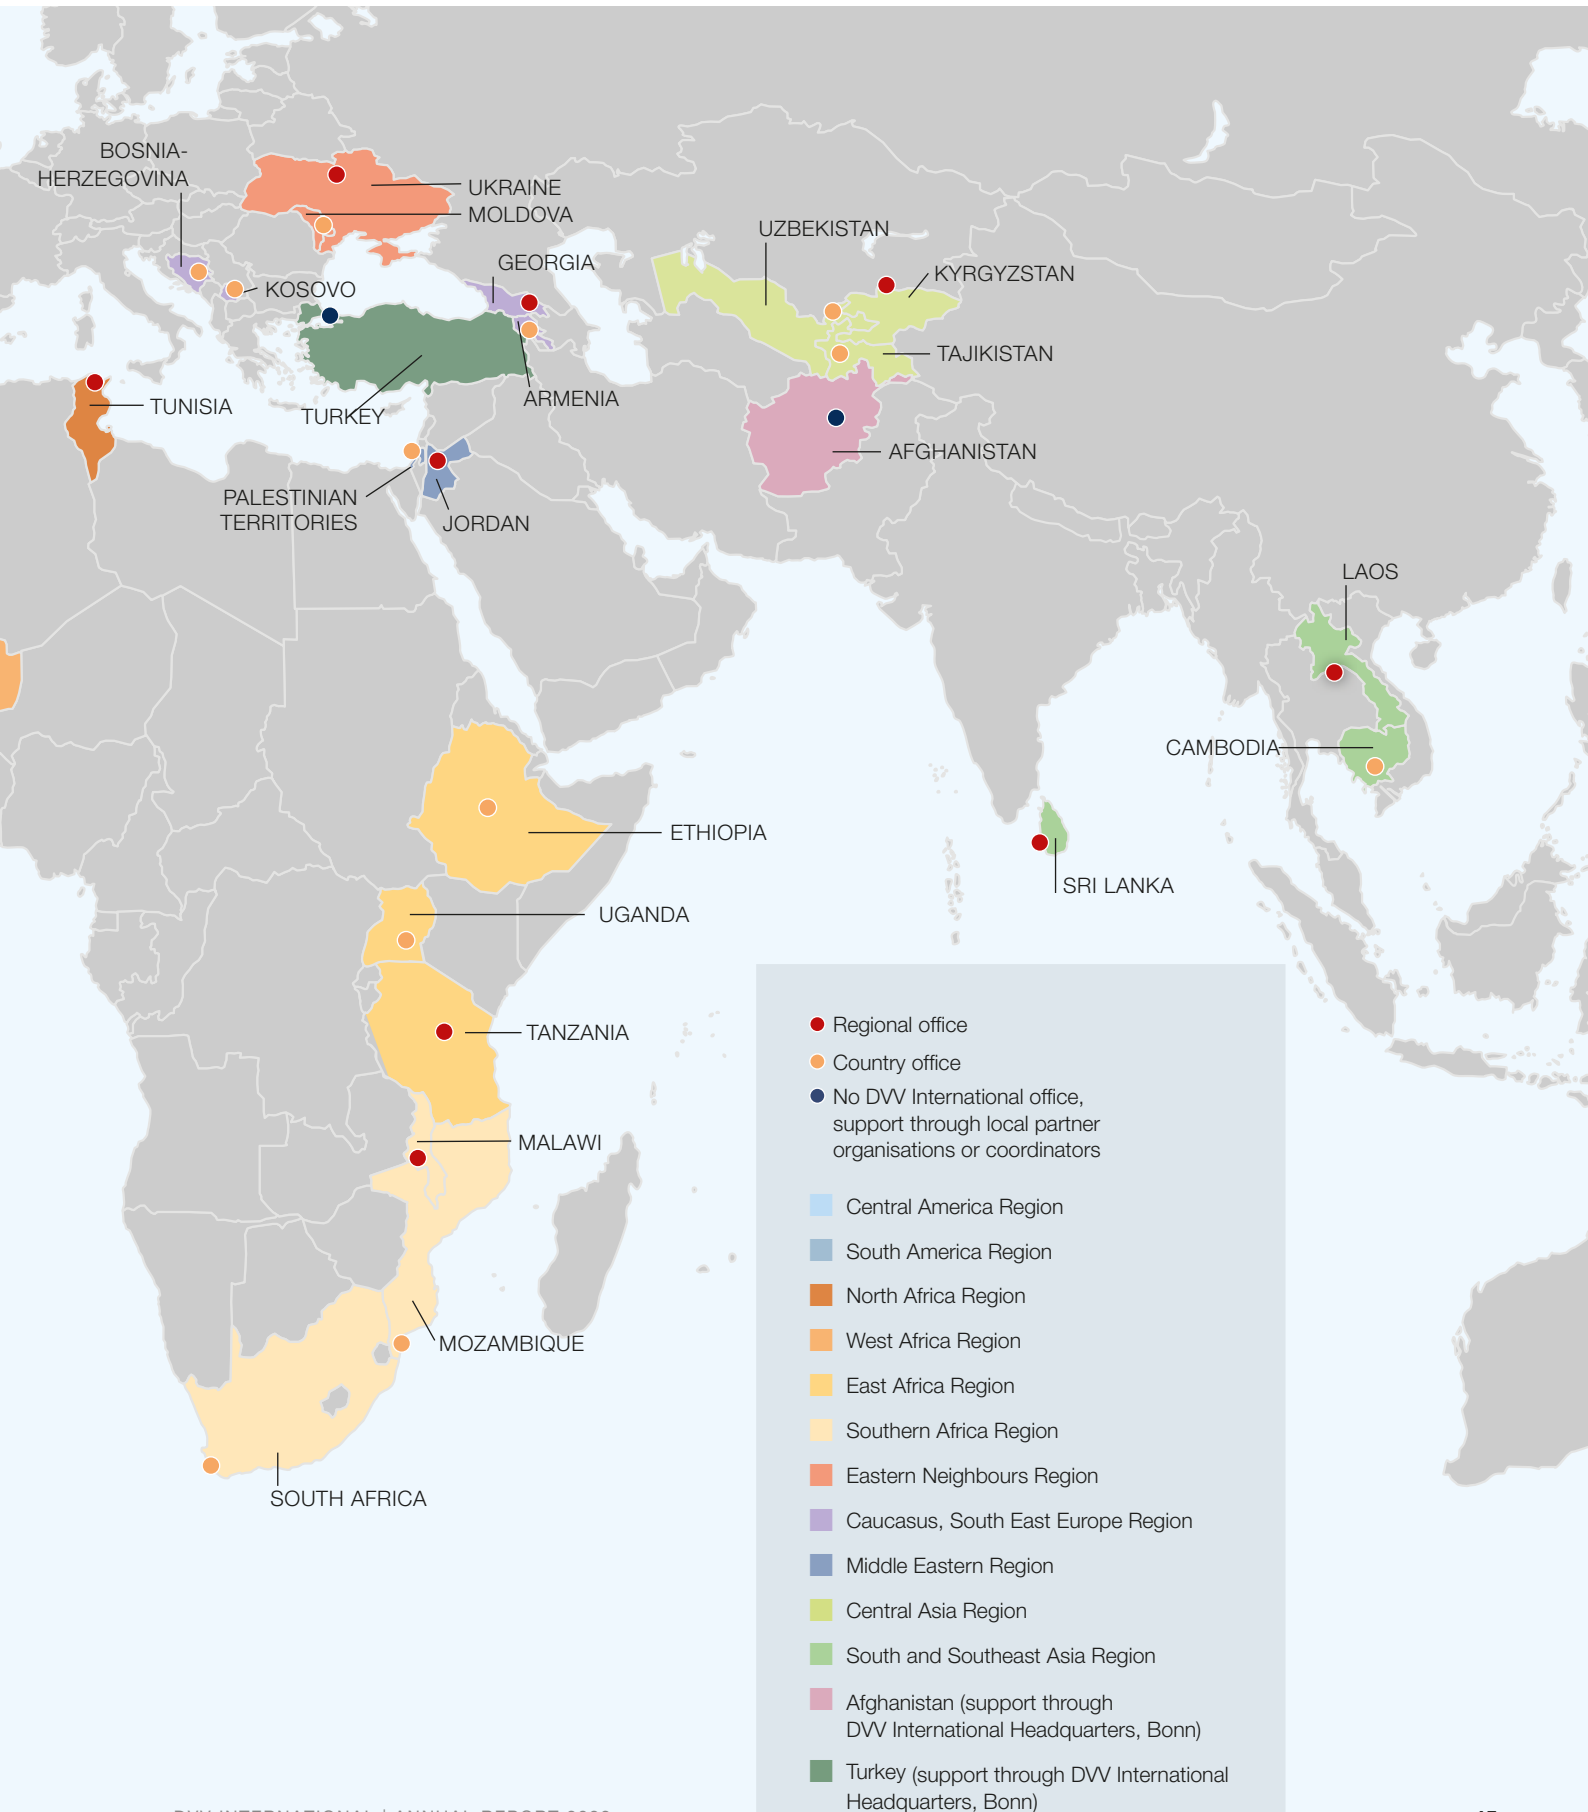 BOSNIA-
HERZEGOVINA
UKRAINE
MOLDOVA
UZBEKISTAN
GEORGIA
KYRGYZSTAN
KOSOVO
TAJIKISTAN
ARMENIA
TUNISIA
TURKEY
AFGHANISTAN
PALESTINIAN
TERRITORIES
JORDAN
LAOS
CAMBODIA
ETHIOPIA
SRI LANKA
UGANDA
TANZANIA
MALAWI
MOZAMBIQUE
SOUTH AFRICA
Regional office
Country office
No DVV International office,
support through local partner
organisations or coordinators
Central America Region
South America Region
North Africa Region
West Africa Region
East Africa Region
Southern Africa Region
Eastern Neighbours Region
Caucasus, South East Europe Region
Middle Eastern Region
Central Asia Region
South and Southeast Asia Region
Afghanistan (support through
DVV International Headquarters, Bonn)
Turkey (support through DVV International
Headquarters, Bonn)